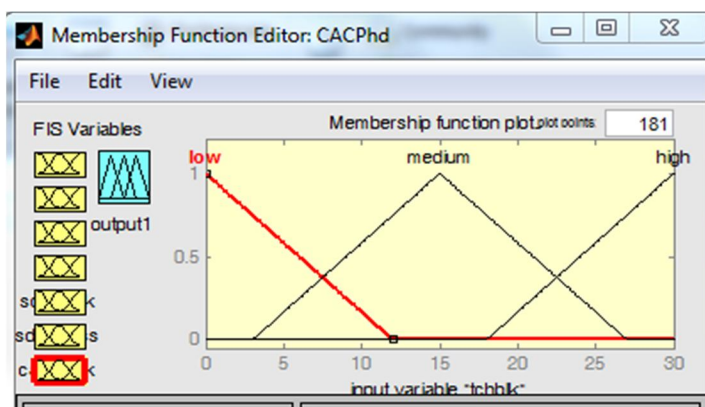 Membership Function Editor: CACPhd
File Edit View
FIS Variables
Membership function plots plot points: 181
low medium high
output1
1
0.5
0
0 5 10 15 20 25 30
input variable "tchblk"